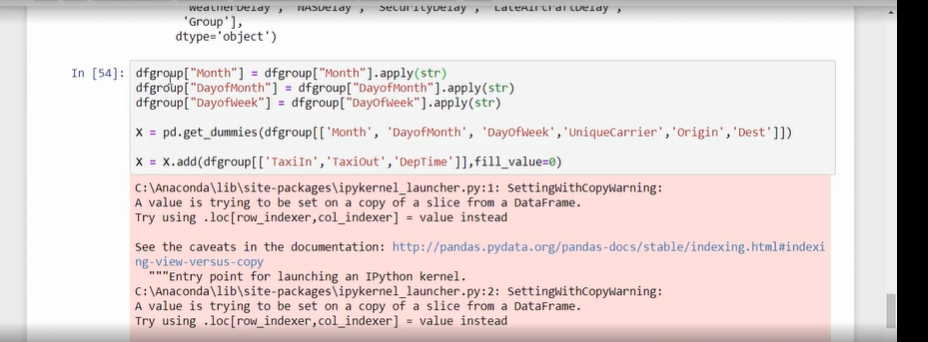 weatherDelay', 'NASDelay', 'SecurityDelay', 'LateAircraftDelay',
'Group'],
dtype='object')
In [54]: dfgroup["Month"] = dfgroup["Month"].apply(str)
dfgroup["DayofMonth"] = dfgroup["DayofMonth"].apply(str)
dfgroup["DayofWeek"] = dfgroup["DayOfWeek"].apply(str)
X = pd.get_dummies(dfgroup[['Month', 'DayofMonth', 'DayOfWeek','UniqueCarrier','Origin','Dest']])
X = X.add(dfgroup[['TaxiIn','TaxiOut','DepTime']],fill_value=0)
C:\Anaconda\lib\site-packages\ipykernel_launcher.py:1: SettingWithCopyWarning:
A value is trying to be set on a copy of a slice from a DataFrame.
Try using .loc[row_indexer,col_indexer] = value instead
See the caveats in the documentation: http://pandas.pydata.org/pandas-docs/stable/indexing.html#indexi
ng-view-versus-copy
"""Entry point for launching an IPython kernel.
C:\Anaconda\lib\site-packages\ipykernel_launcher.py:2: SettingWithCopyWarning:
A value is trying to be set on a copy of a slice from a DataFrame.
Try using .loc[row_indexer,col_indexer] = value instead